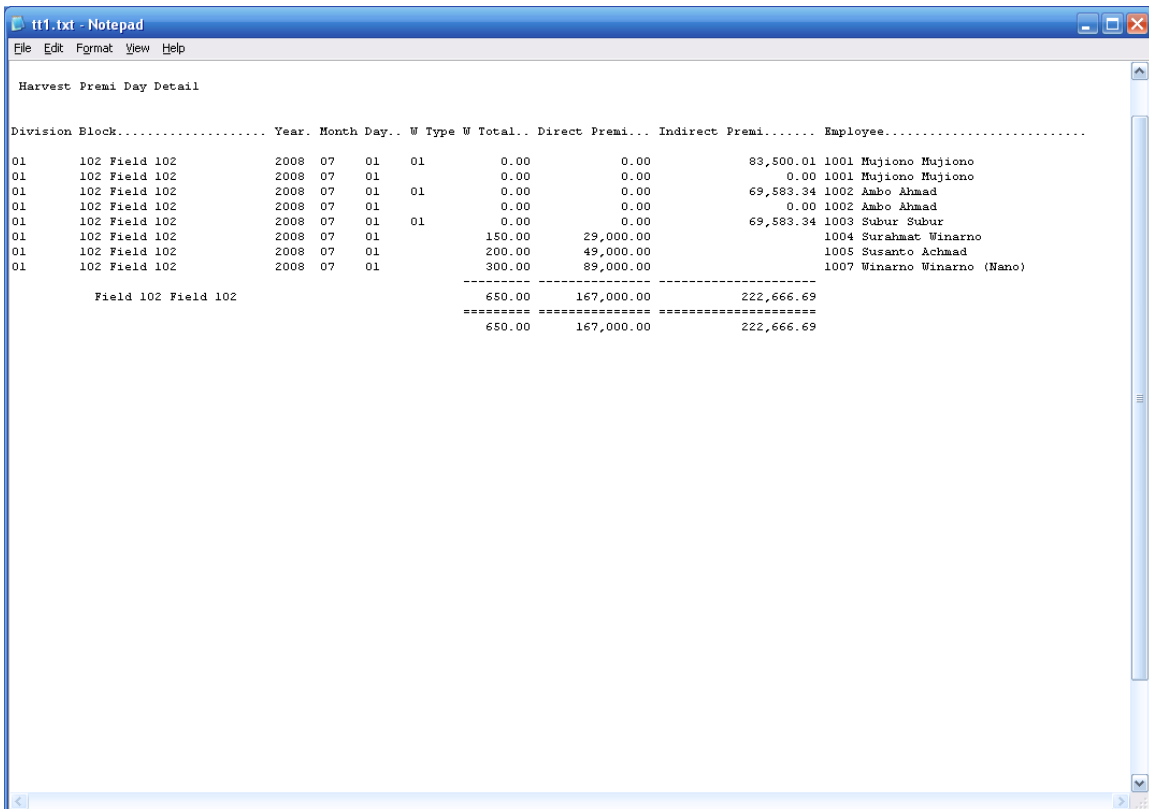 tt1.txt - Notepad
File Edit Format View Help
Harvest Premi Day Detail
Division Block.................... Year. Month Day.. W Type W Total.. Direct Premi... Indirect Premi....... Employee...........................
01 102 Field 102 2008 07 01 01 0.00 0.00 83,500.01 1001 Mujiono Mujiono
01 102 Field 102 2008 07 01 0.00 0.00 0.00 1001 Mujiono Mujiono
01 102 Field 102 2008 07 01 01 0.00 0.00 69,583.34 1002 Ambo Ahmad
01 102 Field 102 2008 07 01 0.00 0.00 0.00 1002 Ambo Ahmad
01 102 Field 102 2008 07 01 01 0.00 0.00 69,583.34 1003 Subur Subur
01 102 Field 102 2008 07 01 150.00 29,000.00 1004 Surahmat Winarno
01 102 Field 102 2008 07 01 200.00 49,000.00 1005 Susanto Achmad
01 102 Field 102 2008 07 01 300.00 89,000.00 1007 Winarno Winarno (Nano)
--------- --------------- ---------------------
Field 102 Field 102 650.00 167,000.00 222,666.69
========= =============== =====================
650.00 167,000.00 222,666.69